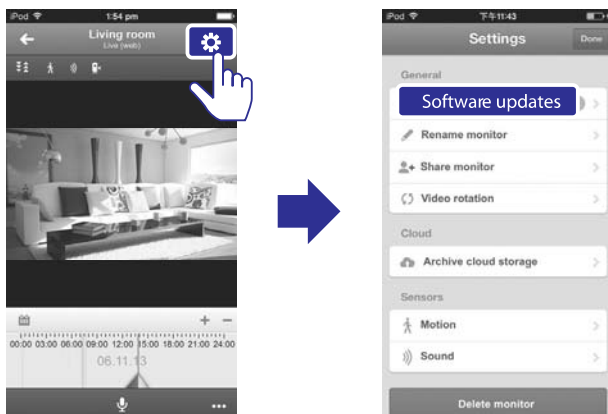 iPod 1:54 pm
Living room
Live (web)
00:00 03:00 06:00 09:00 12:00 15:00 18:00 21:00 24:00
06.11.13
iPod 下午11:43
Settings Done
General
Software updates
Rename monitor
Share monitor
Video rotation
Cloud
Archive cloud storage
Sensors
Motion
Sound
Delete monitor